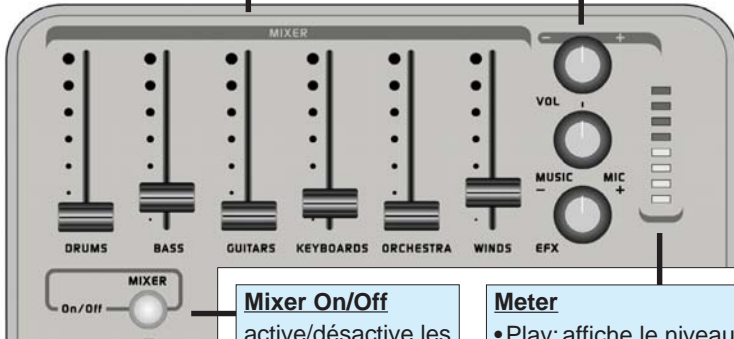 MIXER
- +
VOL
MUSIC MIC
- +
EFX
DRUMS BASS GUITARS KEYBOARDS ORCHESTRA WINDS
MIXER
On/Off
Mixer On/Off
active/désactive les
Meter
• Play: affiche le niveau